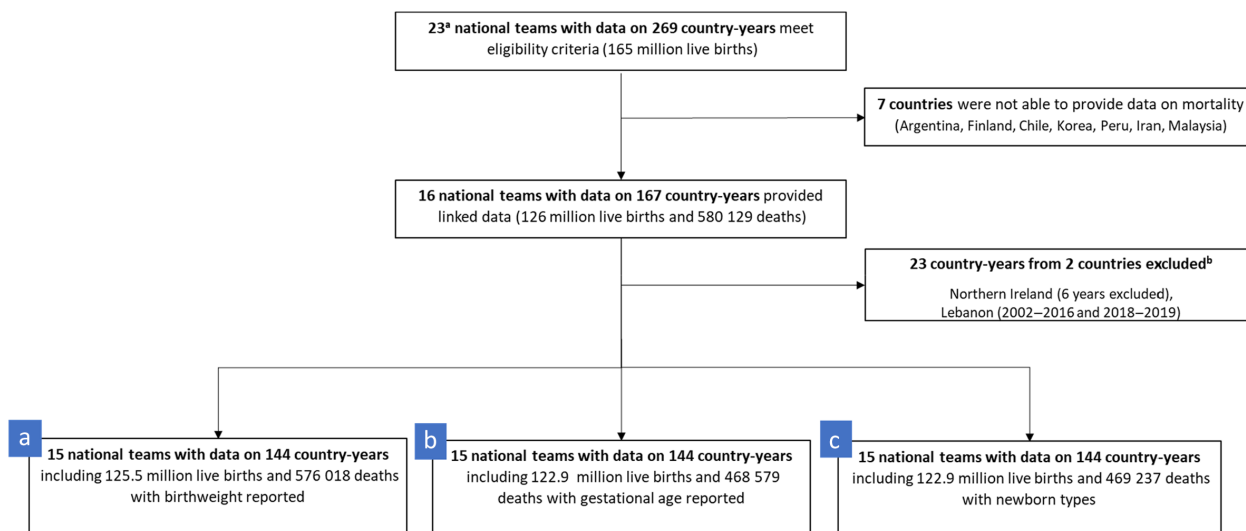 23ª national teams with data on 269 country-years meet
eligibility criteria (165 million live births)
7 countries were not able to provide data on mortality
(Argentina, Finland, Chile, Korea, Peru, Iran, Malaysia)
16 national teams with data on 167 country-years provided
linked data (126 million live births and 580 129 deaths)
23 country-years from 2 countries excludedᵇ
Northern Ireland (6 years excluded),
Lebanon (2002–2016 and 2018–2019)
a
15 national teams with data on 144 country-years
including 125.5 million live births and 576 018 deaths
with birthweight reported
b
15 national teams with data on 144 country-years
including 122.9 million live births and 468 579
deaths with gestational age reported
c
15 national teams with data on 144 country-years
including 122.9 million live births and 469 237 deaths
with newborn types